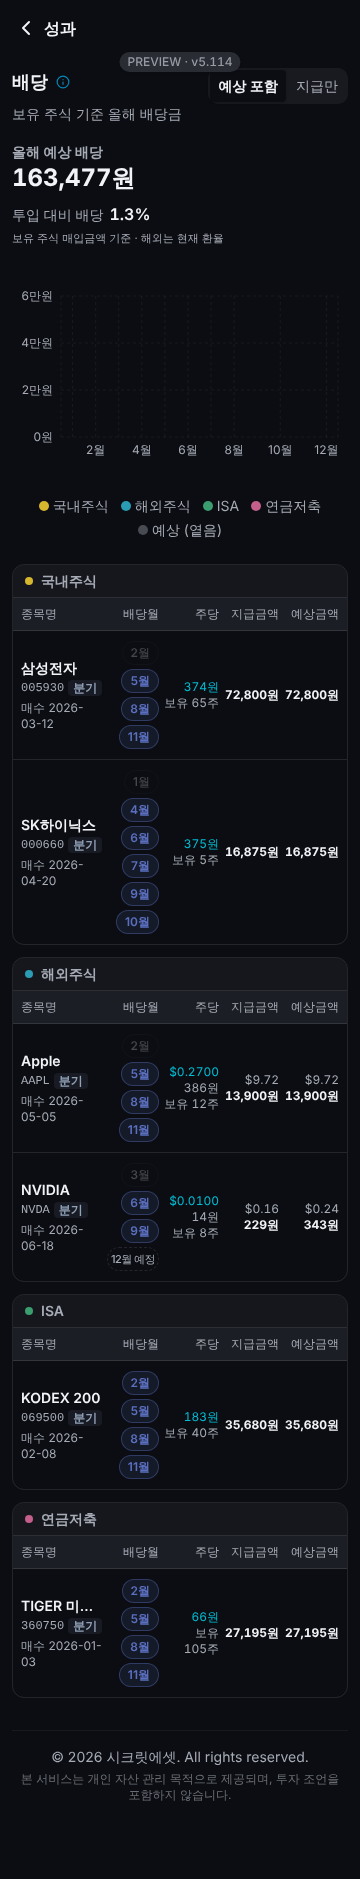 성과
PREVIEW · v5.114
배당
예상 포함
지급만
보유 주식 기준 올해 배당금
올해 예상 배당
163,477원
투입 대비 배당 1.3%
보유 주식 매입금액 기준 · 해외는 현재 환율
6만원
4만원
2만원
0원
2월 4월 6월 8월 10월 12월
국내주식 해외주식 ISA 연금저축
예상 (옅음)
국내주식
종목명 배당월 주당 지급금액 예상금액
삼성전자
005930 분기
매수 2026-
03-12
2월
5월
8월
11월
374원
보유 65주
72,800원 72,800원
SK하이닉스
000660 분기
매수 2026-
04-20
1월
4월
6월
7월
9월
10월
375원
보유 5주
16,875원 16,875원
해외주식
종목명 배당월 주당 지급금액 예상금액
Apple
AAPL 분기
매수 2026-
05-05
2월
5월
8월
11월
$0.2700
386원
보유 12주
$9.72
13,900원
$9.72
13,900원
NVIDIA
NVDA 분기
매수 2026-
06-18
3월
6월
9월
12월 예정
$0.0100
14원
보유 8주
$0.16
229원
$0.24
343원
ISA
종목명 배당월 주당 지급금액 예상금액
KODEX 200
069500 분기
매수 2026-
02-08
2월
5월
8월
11월
183원
보유 40주
35,680원 35,680원
연금저축
종목명 배당월 주당 지급금액 예상금액
TIGER 미...
360750 분기
매수 2026-01-
03
2월
5월
8월
11월
66원
보유
105주
27,195원 27,195원
© 2026 시크릿에셋. All rights reserved.
본 서비스는 개인 자산 관리 목적으로 제공되며, 투자 조언을
포함하지 않습니다.